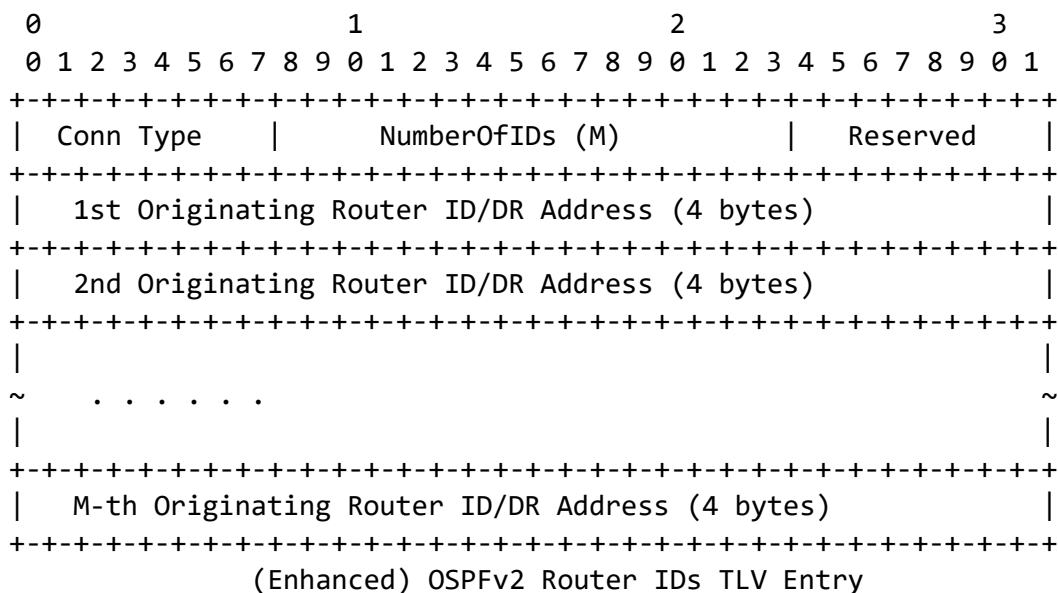 0                   1                   2                   3
 0 1 2 3 4 5 6 7 8 9 0 1 2 3 4 5 6 7 8 9 0 1 2 3 4 5 6 7 8 9 0 1
+-+-+-+-+-+-+-+-+-+-+-+-+-+-+-+-+-+-+-+-+-+-+-+-+-+-+-+-+-+-+-+-+
|  Conn Type    |      NumberOfIDs (M)          |   Reserved    |
+-+-+-+-+-+-+-+-+-+-+-+-+-+-+-+-+-+-+-+-+-+-+-+-+-+-+-+-+-+-+-+-+
|   1st Originating Router ID/DR Address (4 bytes)              |
+-+-+-+-+-+-+-+-+-+-+-+-+-+-+-+-+-+-+-+-+-+-+-+-+-+-+-+-+-+-+-+-+
|   2nd Originating Router ID/DR Address (4 bytes)              |
+-+-+-+-+-+-+-+-+-+-+-+-+-+-+-+-+-+-+-+-+-+-+-+-+-+-+-+-+-+-+-+-+
|                                                               |
~    . . . . . .                                                ~
|                                                               |
+-+-+-+-+-+-+-+-+-+-+-+-+-+-+-+-+-+-+-+-+-+-+-+-+-+-+-+-+-+-+-+-+
|   M-th Originating Router ID/DR Address (4 bytes)             |
+-+-+-+-+-+-+-+-+-+-+-+-+-+-+-+-+-+-+-+-+-+-+-+-+-+-+-+-+-+-+-+-+
               (Enhanced) OSPFv2 Router IDs TLV Entry